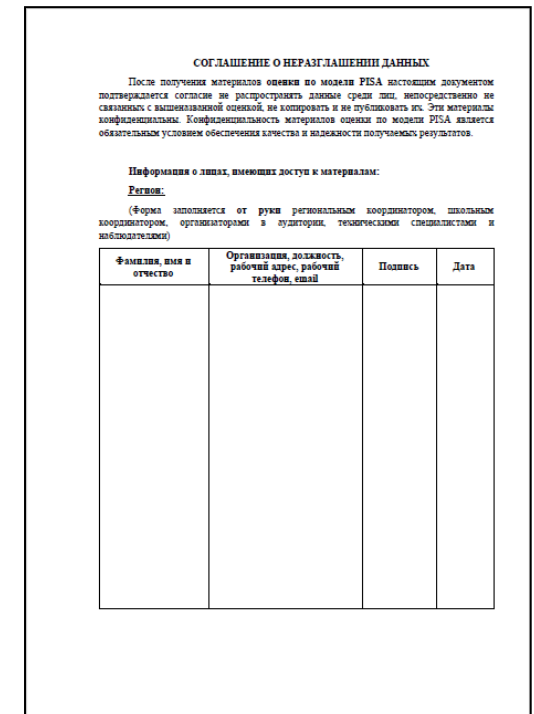 СОГЛАШЕНИЕ О НЕРАЗГЛАШЕНИИ ДАННЫХ
После получения материалов оценки по модели PISA настоящим документом
подтверждается согласие не распространять данные среди лиц, непосредственно не
связанных с вышеназванной оценкой, не копировать и не публиковать их. Эти материалы
конфиденциальны. Конфиденциальность материалов оценки по модели PISA является
обязательным условием обеспечения качества и надежности получаемых результатов.
Информация о лицах, имеющих доступ к материалам:
Регион:
(Форма заполняется от руки региональным координатором, школьным
координатором, организаторами в аудитории, техническими специалистами и
наблюдателями)
Фамилия, имя и
отчество
Организация, должность,
рабочий адрес, рабочий
телефон, email
Подпись
Дата